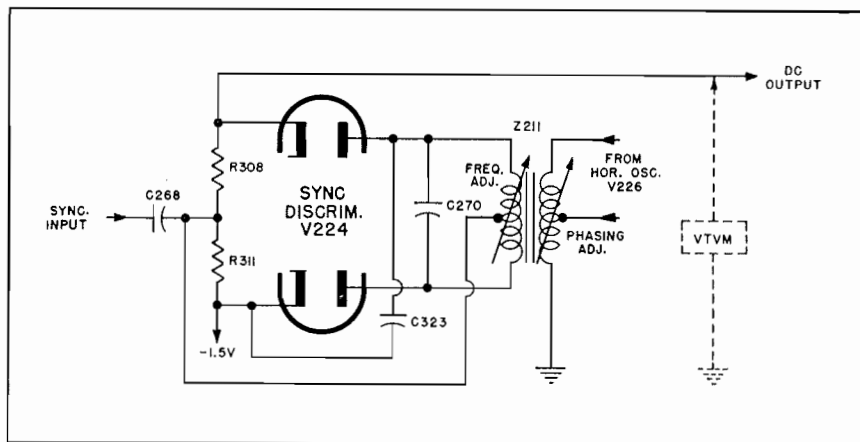 DC
OUTPUT
Z211
R308
FREQ.
ADJ.
FROM
HOR. OSC.
V226
C268
SYNC
DISCRIM.
V224
C270
SYNC.
INPUT
PHASING
ADJ.
VTVM
R311
C323
-1.5V